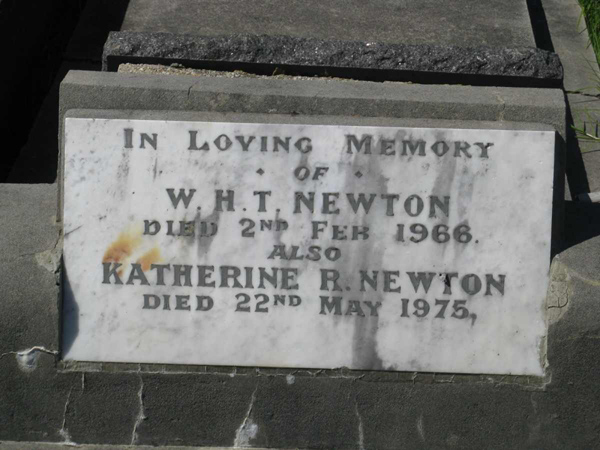 IN LOVING MEMORY
• OF •
W. H. T. NEWTON
DIED 2ND FEB 1966.
ALSO
KATHERINE R. NEWTON
DIED 22ND MAY 1975,